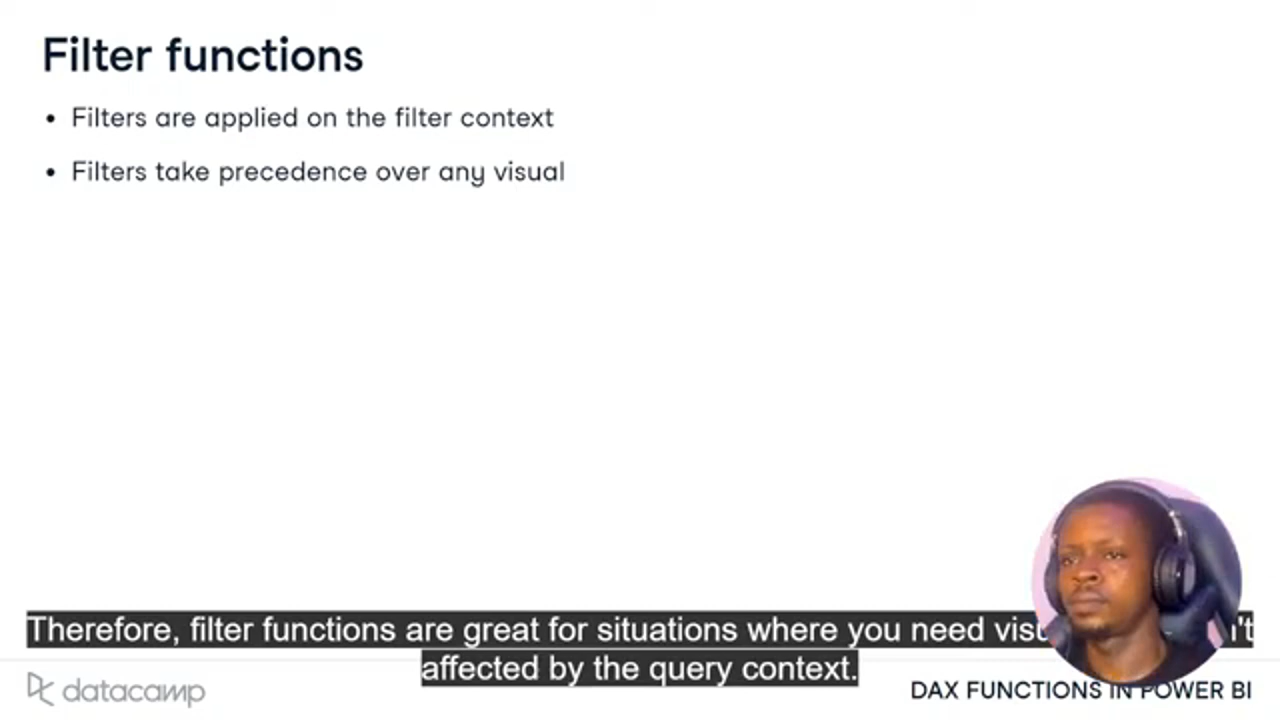 Filter functions
• Filters are applied on the filter context
• Filters take precedence over any visual
Therefore, filter functions are great for situations where you need
affected by the query context.
datacamp
DAX FUNCTIONS IN POWER BI